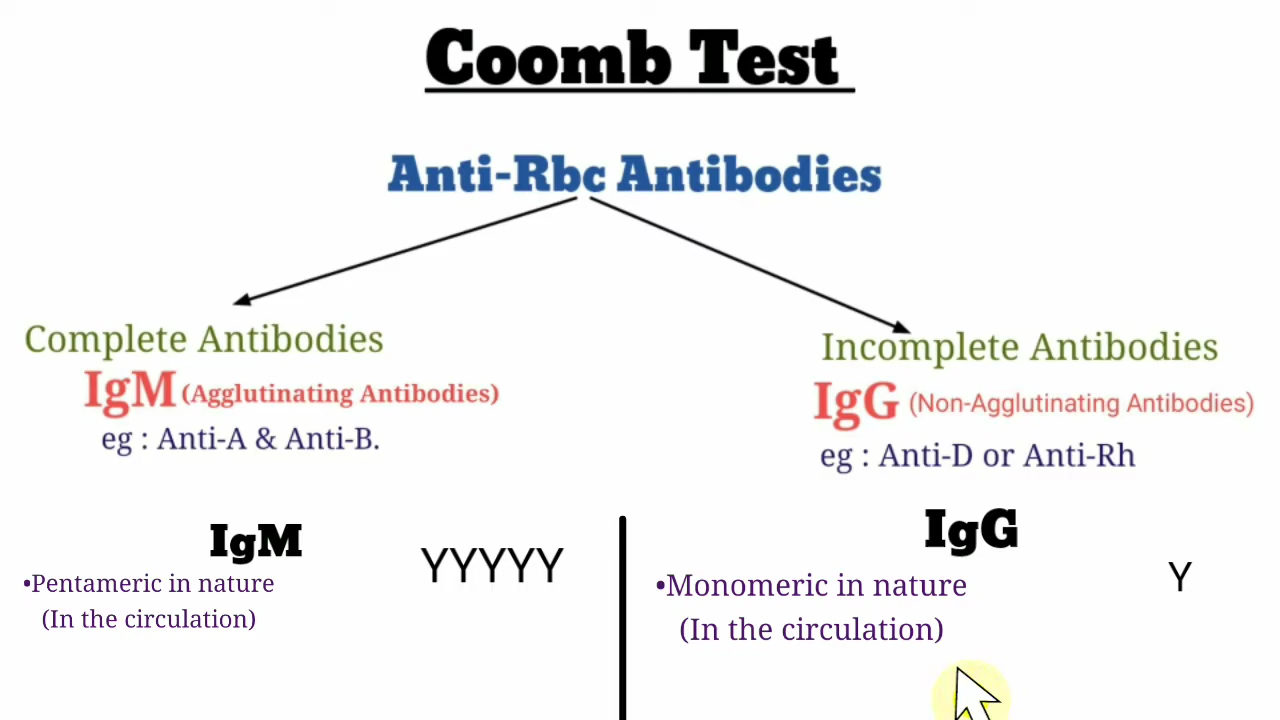 Coomb Test
Anti-Rbc Antibodies
Complete Antibodies
IgM (Agglutinating Antibodies)
eg : Anti-A & Anti-B.
Incomplete Antibodies
IgG (Non-Agglutinating Antibodies)
eg : Anti-D or Anti-Rh
IgM
YYYYY
•Pentameric in nature
(In the circulation)
IgG
Y
•Monomeric in nature
(In the circulation)